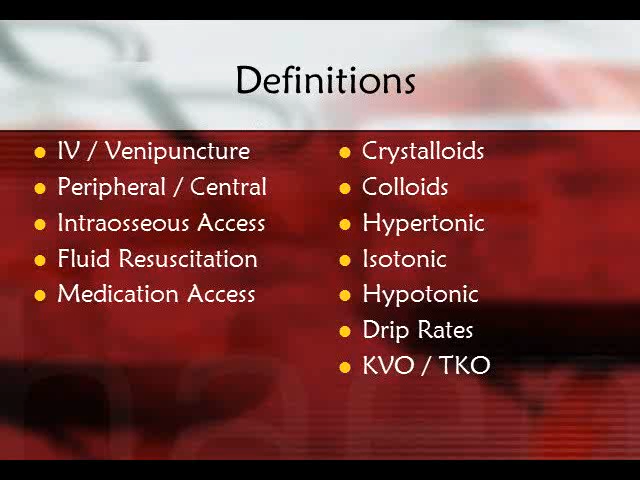 Definitions
IV / Venipuncture
Peripheral / Central
Intraosseous Access
Fluid Resuscitation
Medication Access
Crystalloids
Colloids
Hypertonic
Isotonic
Hypotonic
Drip Rates
KVO / TKO